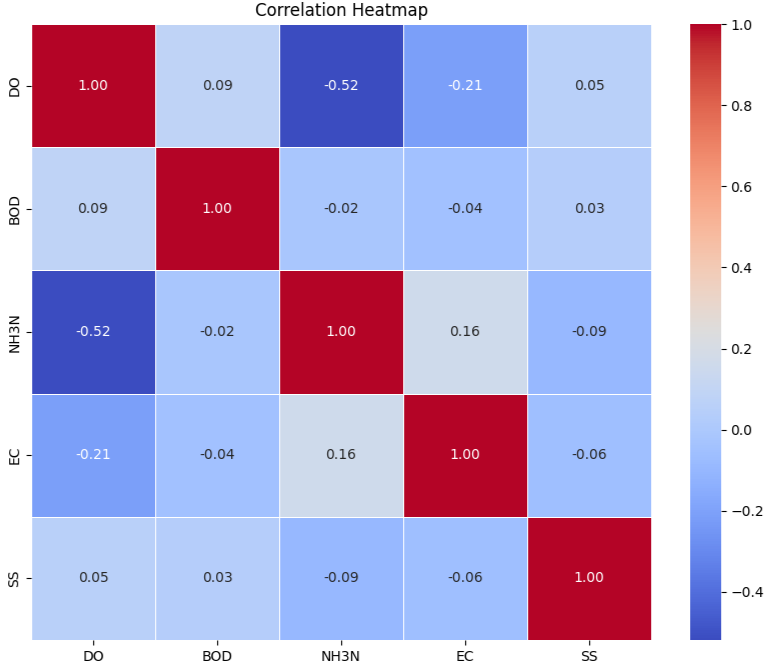 Correlation Heatmap
DO 1.00 0.09 -0.52 -0.21 0.05
BOD 0.09 1.00 -0.02 -0.04 0.03
NH3N -0.52 -0.02 1.00 0.16 -0.09
EC -0.21 -0.04 0.16 1.00 -0.06
SS 0.05 0.03 -0.09 -0.06 1.00
DO BOD NH3N EC SS
1.0
0.8
0.6
0.4
0.2
0.0
−0.2
−0.4